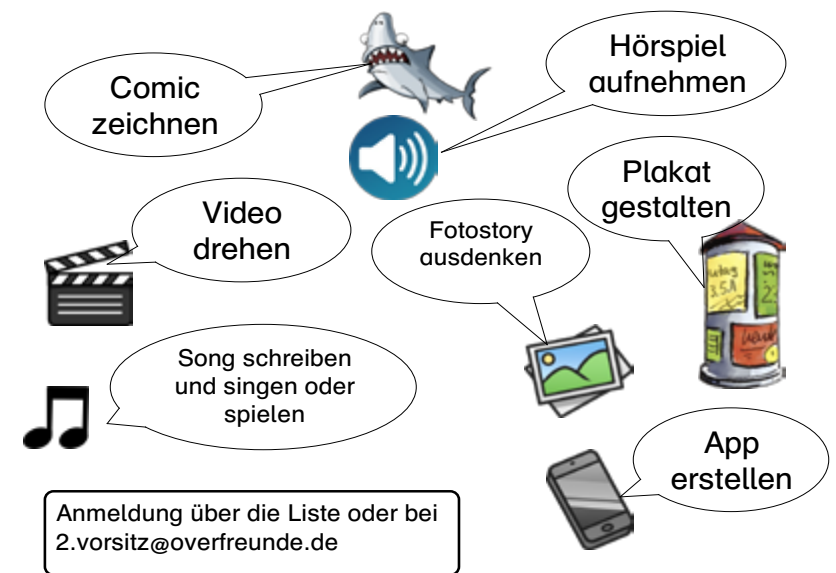 Comic
zeichnen
Hörspiel
aufnehmen
Video
drehen
Fotostory
ausdenken
Plakat
gestalten
Song schreiben
und singen oder
spielen
App
erstellen
Anmeldung über die Liste oder bei
2.vorsitz@overfreunde.de